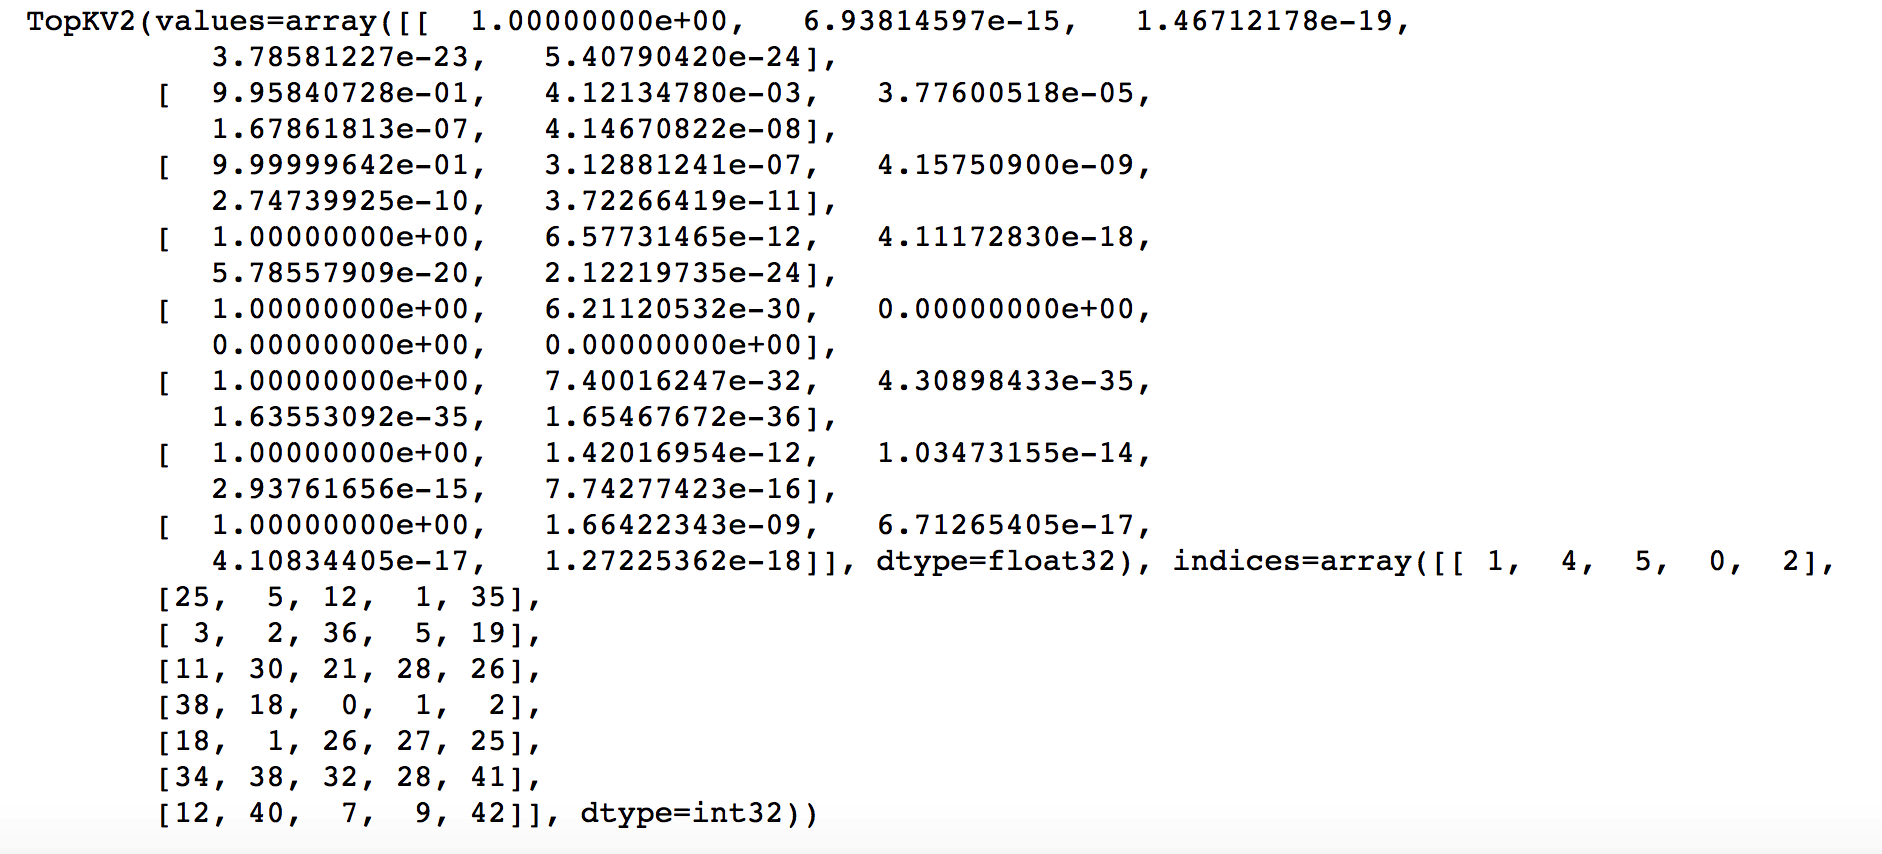 TopKV2(values=array([[  1.00000000e+00,   6.93814597e-15,   1.46712178e-19,
          3.78581227e-23,   5.40790420e-24],
       [  9.95840728e-01,   4.12134780e-03,   3.77600518e-05,
          1.67861813e-07,   4.14670822e-08],
       [  9.99999642e-01,   3.12881241e-07,   4.15750900e-09,
          2.74739925e-10,   3.72266419e-11],
       [  1.00000000e+00,   6.57731465e-12,   4.11172830e-18,
          5.78557909e-20,   2.12219735e-24],
       [  1.00000000e+00,   6.21120532e-30,   0.00000000e+00,
          0.00000000e+00,   0.00000000e+00],
       [  1.00000000e+00,   7.40016247e-32,   4.30898433e-35,
          1.63553092e-35,   1.65467672e-36],
       [  1.00000000e+00,   1.42016954e-12,   1.03473155e-14,
          2.93761656e-15,   7.74277423e-16],
       [  1.00000000e+00,   1.66422343e-09,   6.71265405e-17,
          4.10834405e-17,   1.27225362e-18]], dtype=float32), indices=array([[ 1,  4,  5,  0,  2],
       [25,  5, 12,  1, 35],
       [ 3,  2, 36,  5, 19],
       [11, 30, 21, 28, 26],
       [38, 18,  0,  1,  2],
       [18,  1, 26, 27, 25],
       [34, 38, 32, 28, 41],
       [12, 40,  7,  9, 42]], dtype=int32))